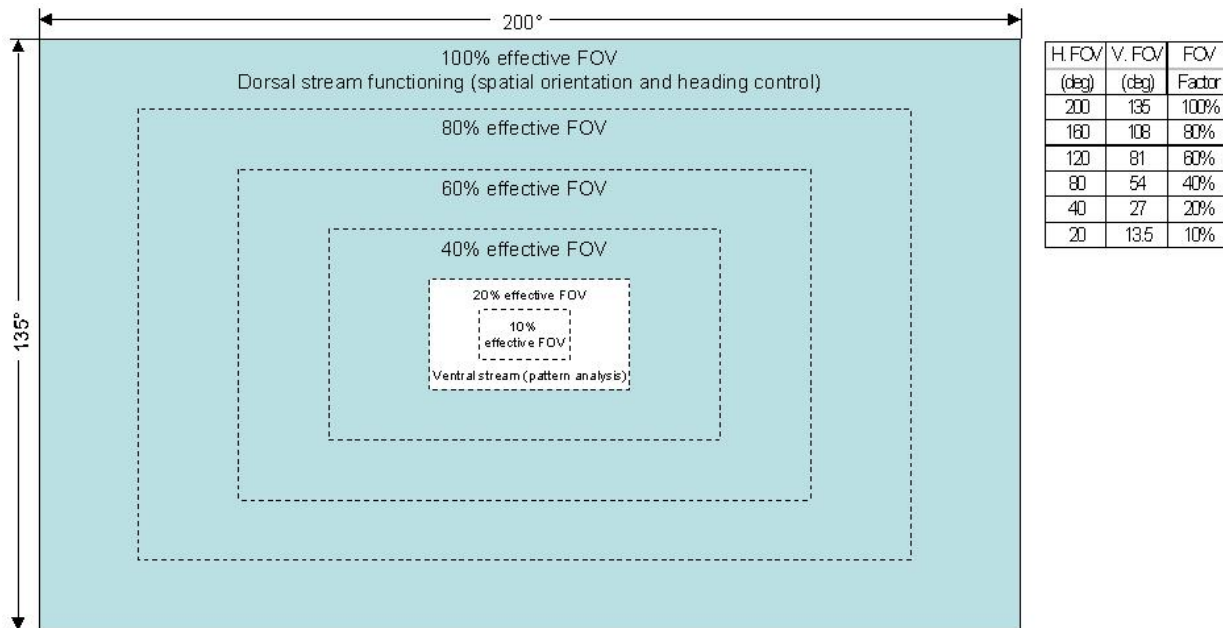 200°
100% effective FOV
Dorsal stream functioning (spatial orientation and heading control)
80% effective FOV
60% effective FOV
40% effective FOV
20% effective FOV
10%
effective FOV
Ventral stream (pattern analysis)
135°
H. FOV V. FOV FOV
(deg) (deg) Factor
200 135 100%
160 108 80%
120 81 60%
80 54 40%
40 27 20%
20 13.5 10%